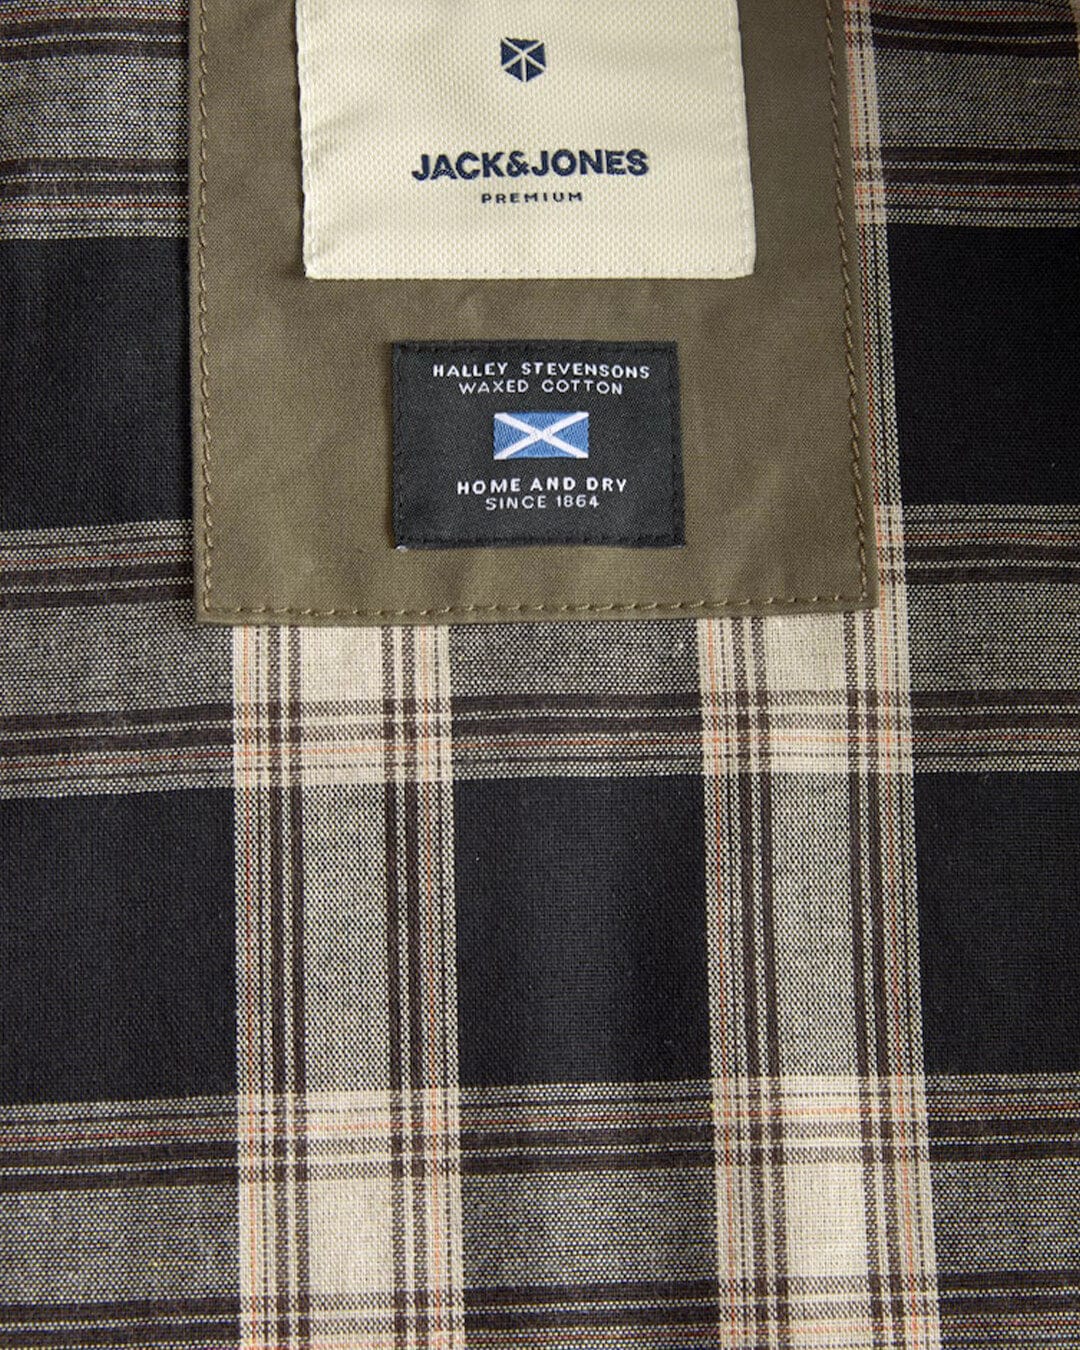 JACK&JONES
PREMIUM
HALLEY STEVENSONS
WAXED COTTON
HOME AND DRY
SINCE 1864